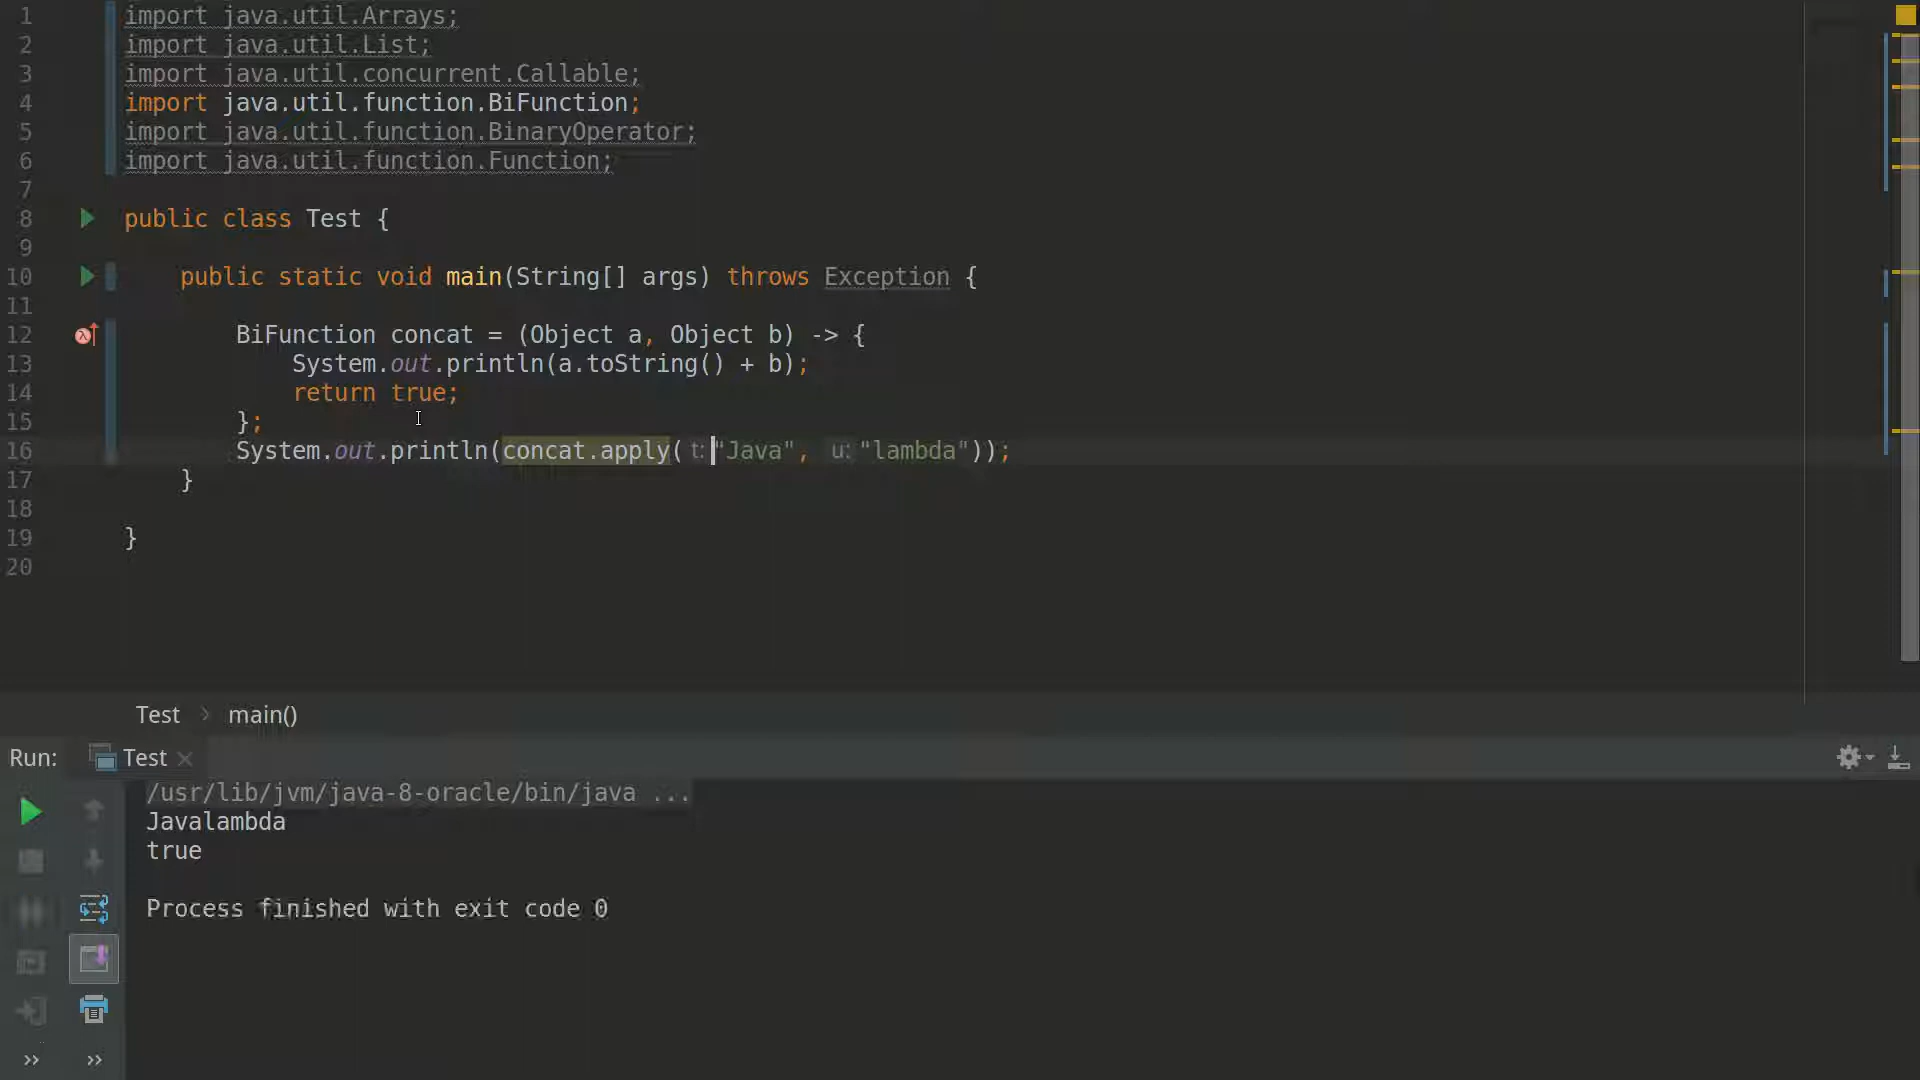 1 import java.util.Arrays;
2 import java.util.List;
3 import java.util.concurrent.Callable;
4 import java.util.function.BiFunction;
5 import java.util.function.BinaryOperator;
6 import java.util.function.Function;
7
8 public class Test {
9
10 public static void main(String[] args) throws Exception {
11
12 BiFunction concat = (Object a, Object b) -> {
13 System.out.println(a.toString() + b);
14 return true;
15 };
16 System.out.println(concat.apply( t: "Java", u: "lambda"));
17 }
18
19 }
20
Test > main()
Run: Test ×
/usr/lib/jvm/java-8-oracle/bin/java ...
Javalambda
true
Process finished with exit code 0
>> >>